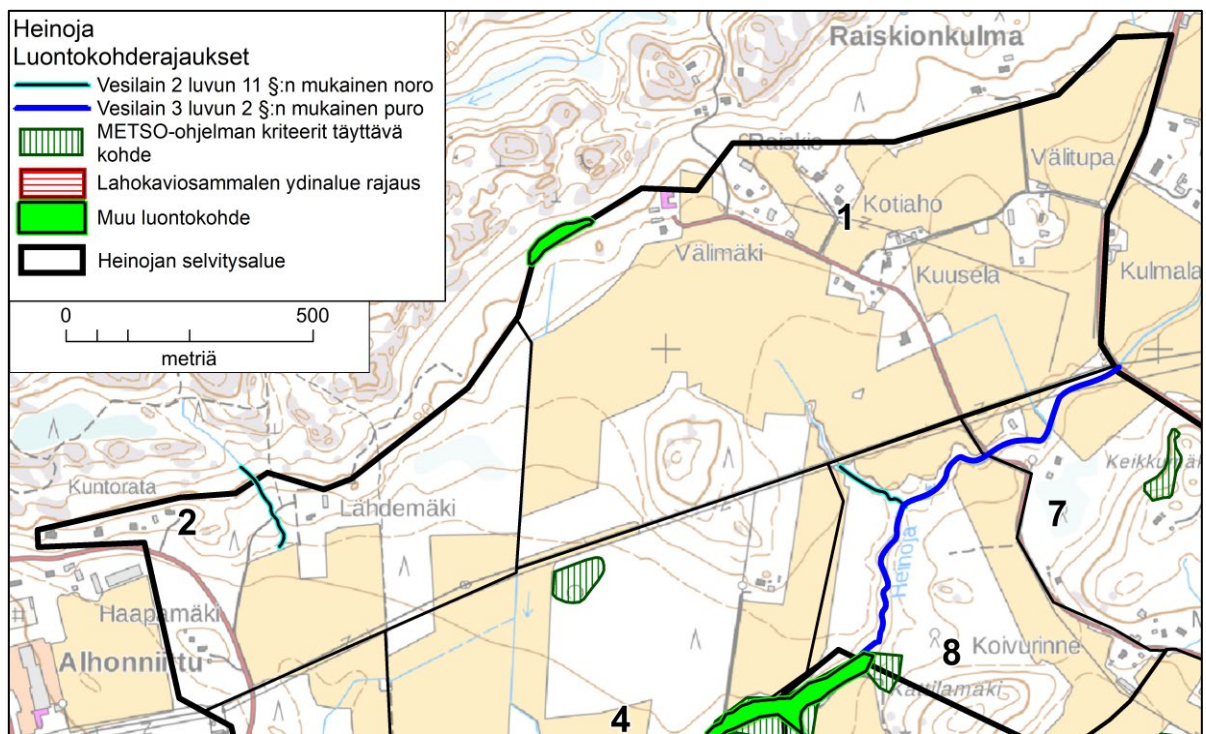 Heinoja
Luontokohderajaukset
Vesilain 2 luvun 11 §:n mukainen noro
Vesilain 3 luvun 2 §:n mukainen puro
METSO-ohjelman kriteerit täyttävä
kohde
Lahokaviosammalen ydinalue rajaus
Muu luontokohde
Heinojan selvitysalue
0 500
metriä
Raiskionkulma
Raiskio
Välitupa
1
Kotiaho
Välimäki
Kuusela
Kulmala
Kuntorata
2
Lähdemäki
7
Haapamäki
Heinoja
Alhonniittu
8
Koivurinne
Kattilamäki
4